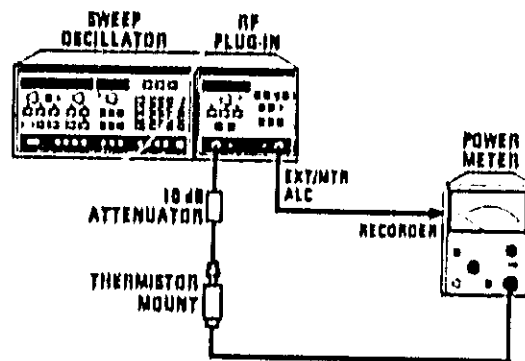 SWEEP
OSCILLATOR
RF
PLUG-IN
POWER
METER
EXT/MTR
ALC
RECORDER
10 dB
ATTENUATOR
THERMISTOR
MOUNT